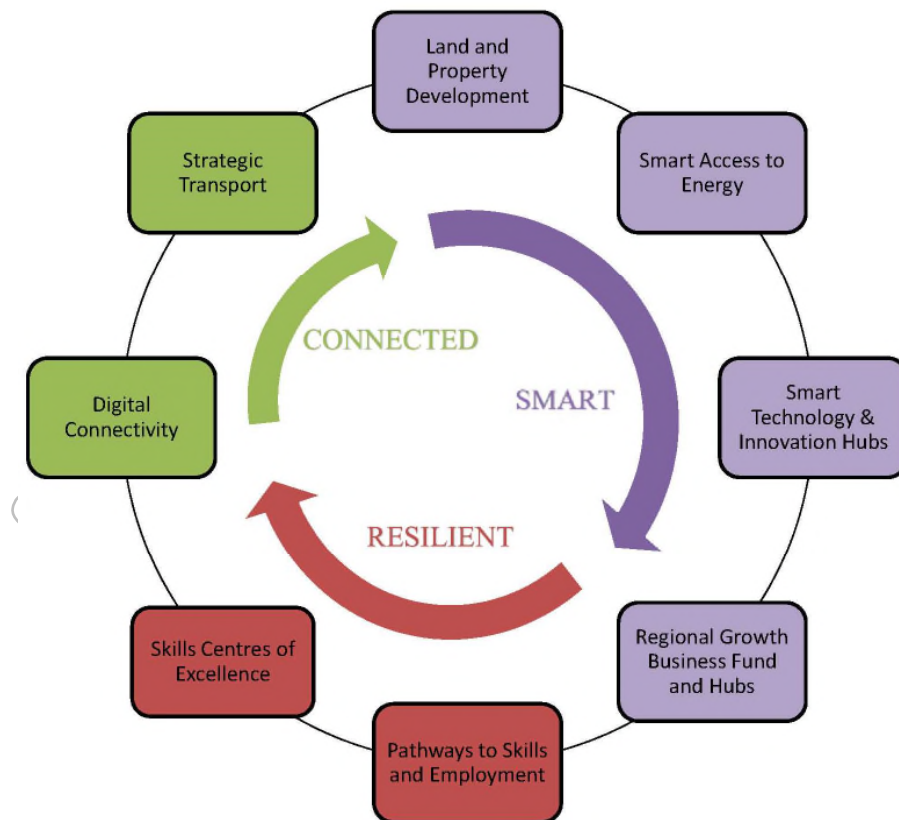 Land and
Property
Development
Smart Access to
Energy
Smart
Technology &
Innovation Hubs
Regional Growth
Business Fund
and Hubs
Pathways to Skills
and Employment
Skills Centres of
Excellence
Digital
Connectivity
Strategic
Transport
CONNECTED
SMART
RESILIENT